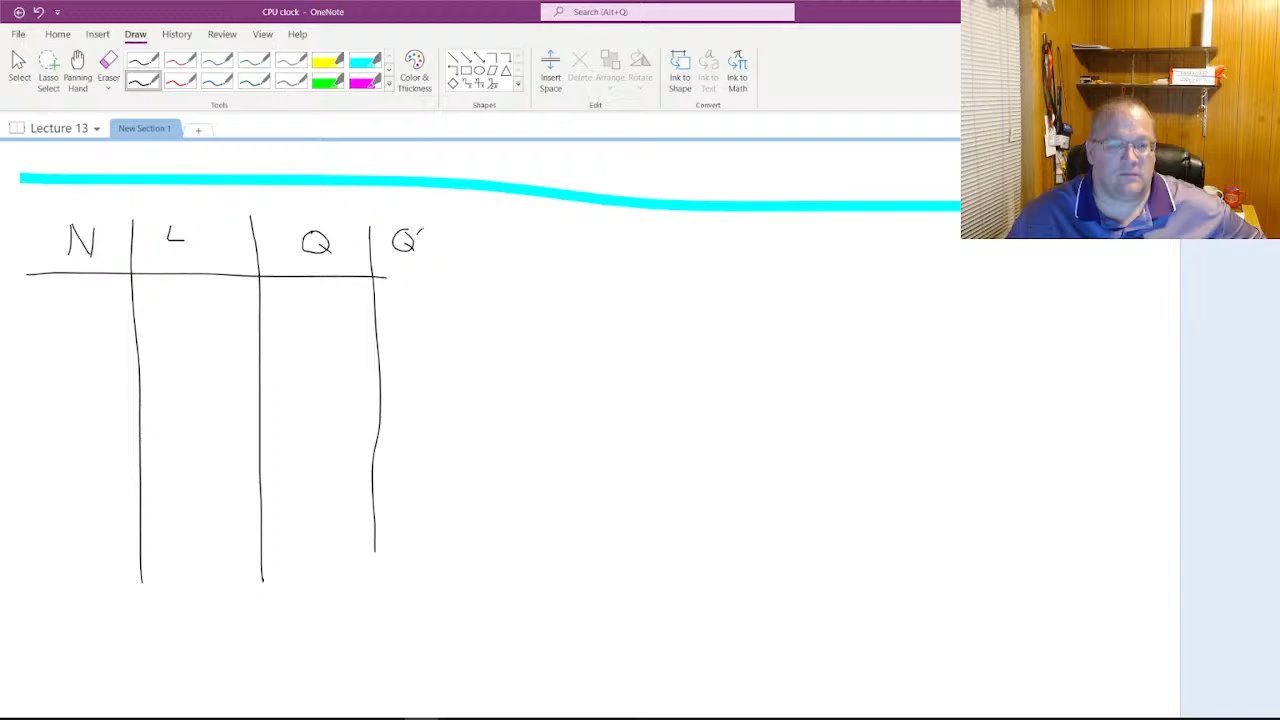 CPU clock - OneNote
Search (Alt+Q)
File Home Insert Draw History Review View Help
Select
Lasso Select
Panning Hand
Eraser
Color & Thickness
Insert Space
Delete
Arrange
Rotate
Ink to Shape
Ink to Text
Ink to Math
Tools
Shapes
Edit
Convert
Lecture 13
New Section 1
+
N L Q Q'